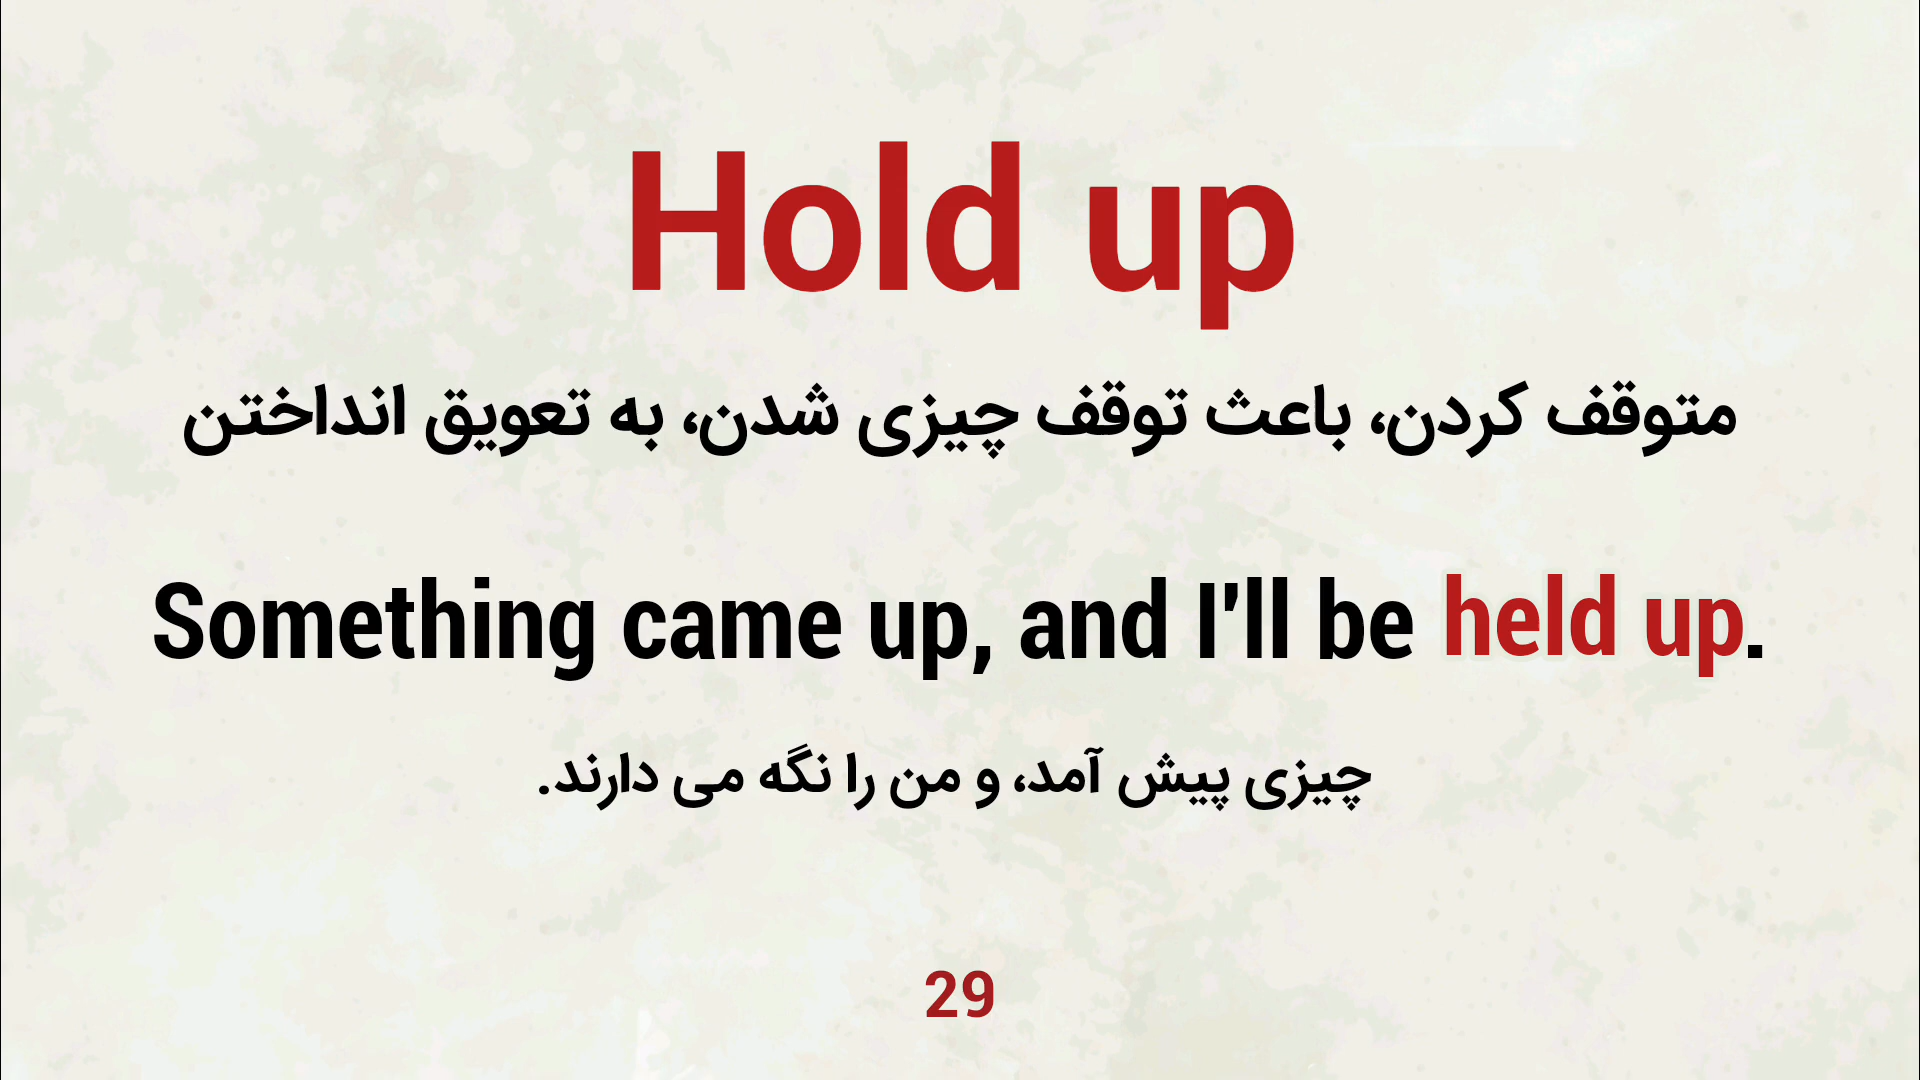 Hold up
متوقف کردن، باعث توقف چیزی شدن، به تعویق انداختن
Something came up, and I'll be held up.
چیزی پیش آمد، و من را نگه می دارند.
29